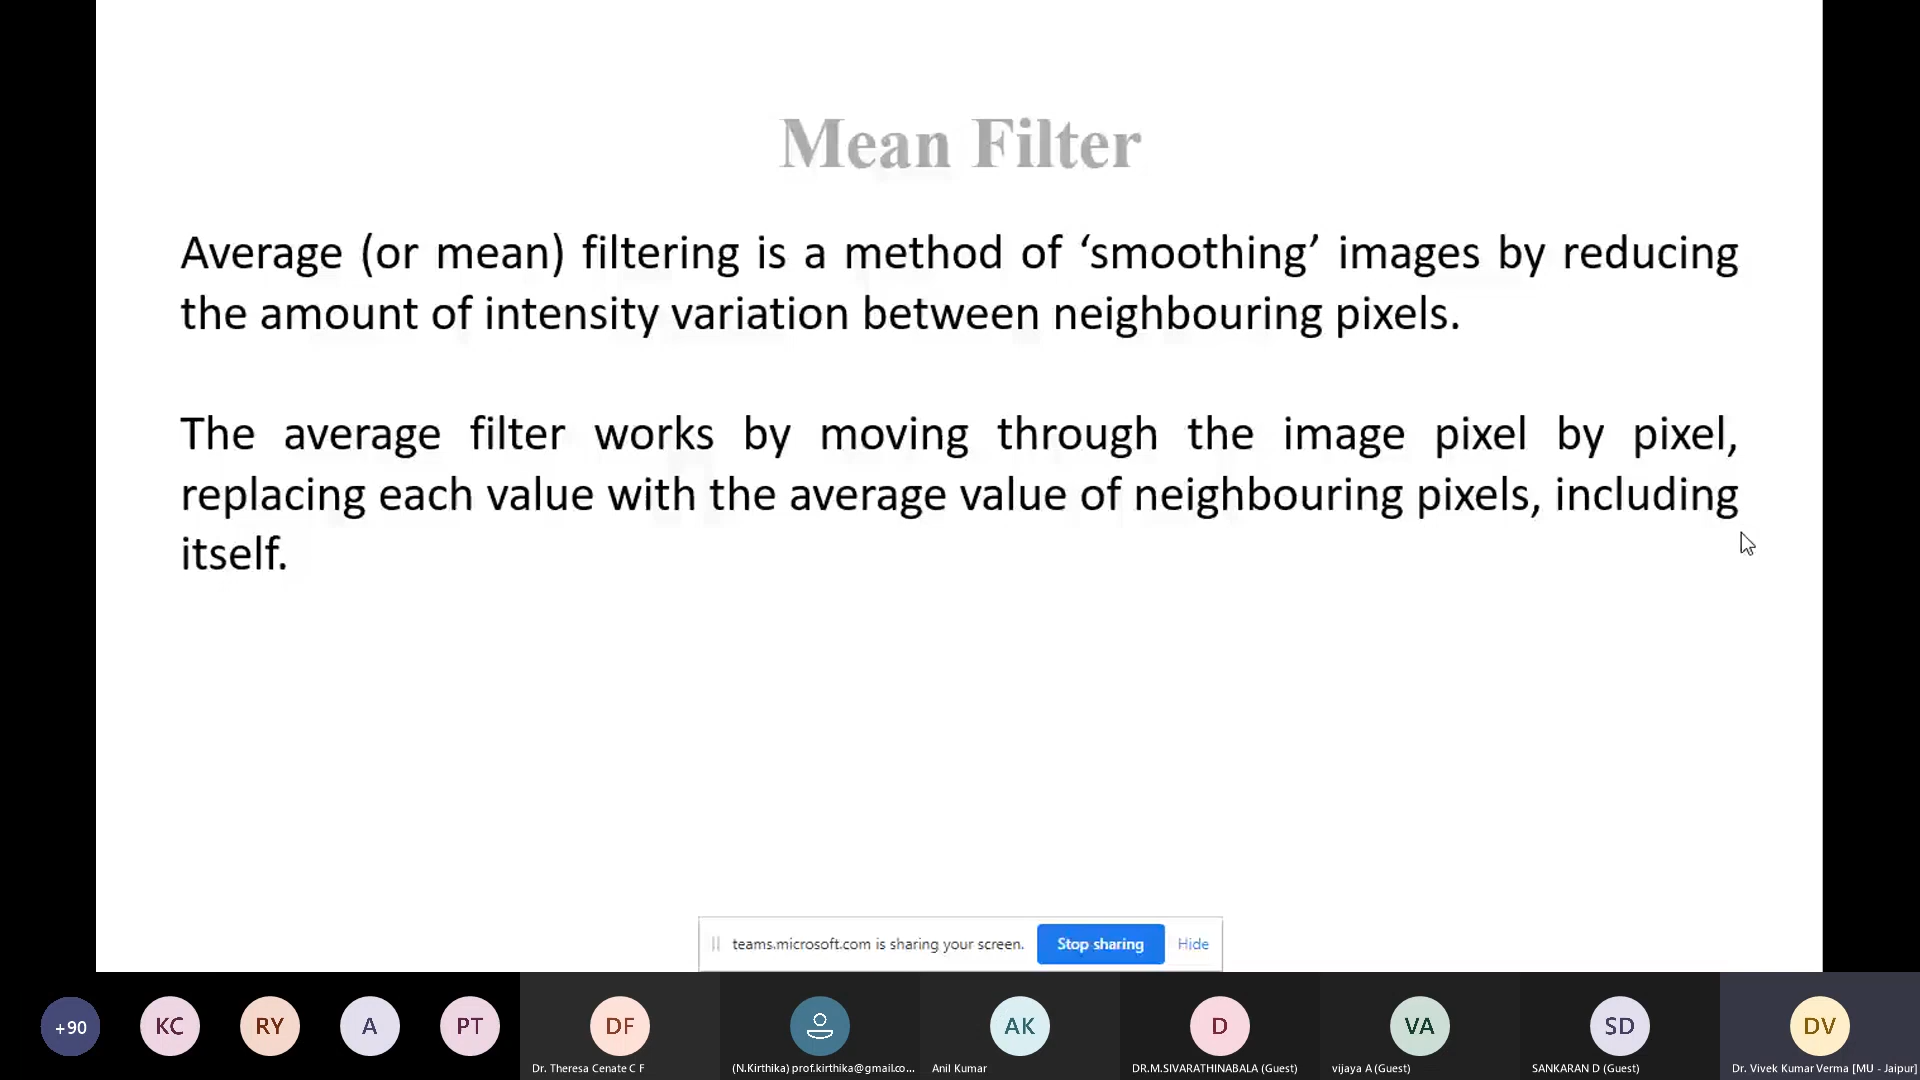 Mean Filter
Average (or mean) filtering is a method of ‘smoothing’ images by reducing
the amount of intensity variation between neighbouring pixels.
The average filter works by moving through the image pixel by pixel,
replacing each value with the average value of neighbouring pixels, including
itself.
teams.microsoft.com is sharing your screen. Stop sharing Hide
+90 KC RY A PT DF AK D VA SD DV
Dr. Theresa Cenate C F (N.Kirthika) prof.kirthika@gmail.co... Anil Kumar DR.M.SIVARATHINABALA (Guest) vijaya A (Guest) SANKARAN D (Guest) Dr. Vivek Kumar Verma [MU - Jaipur]